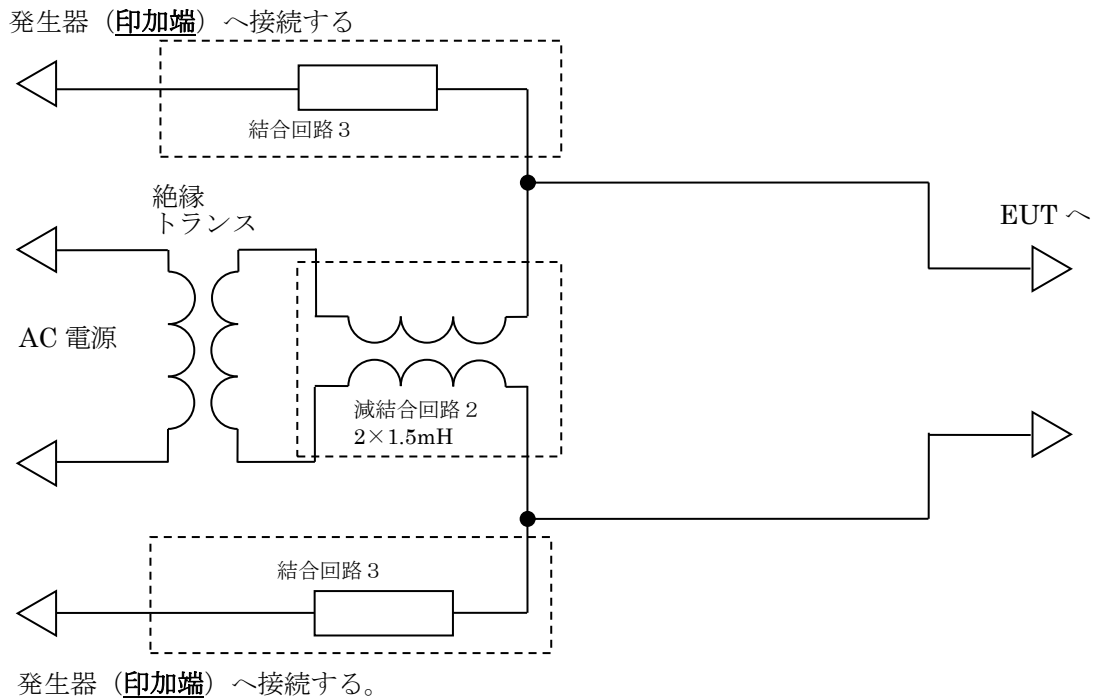 発生器（印加端）へ接続する
結合回路３
絶縁
トランス
EUT へ
AC 電源
減結合回路２
2×1.5mH
結合回路３
発生器（印加端）へ接続する。